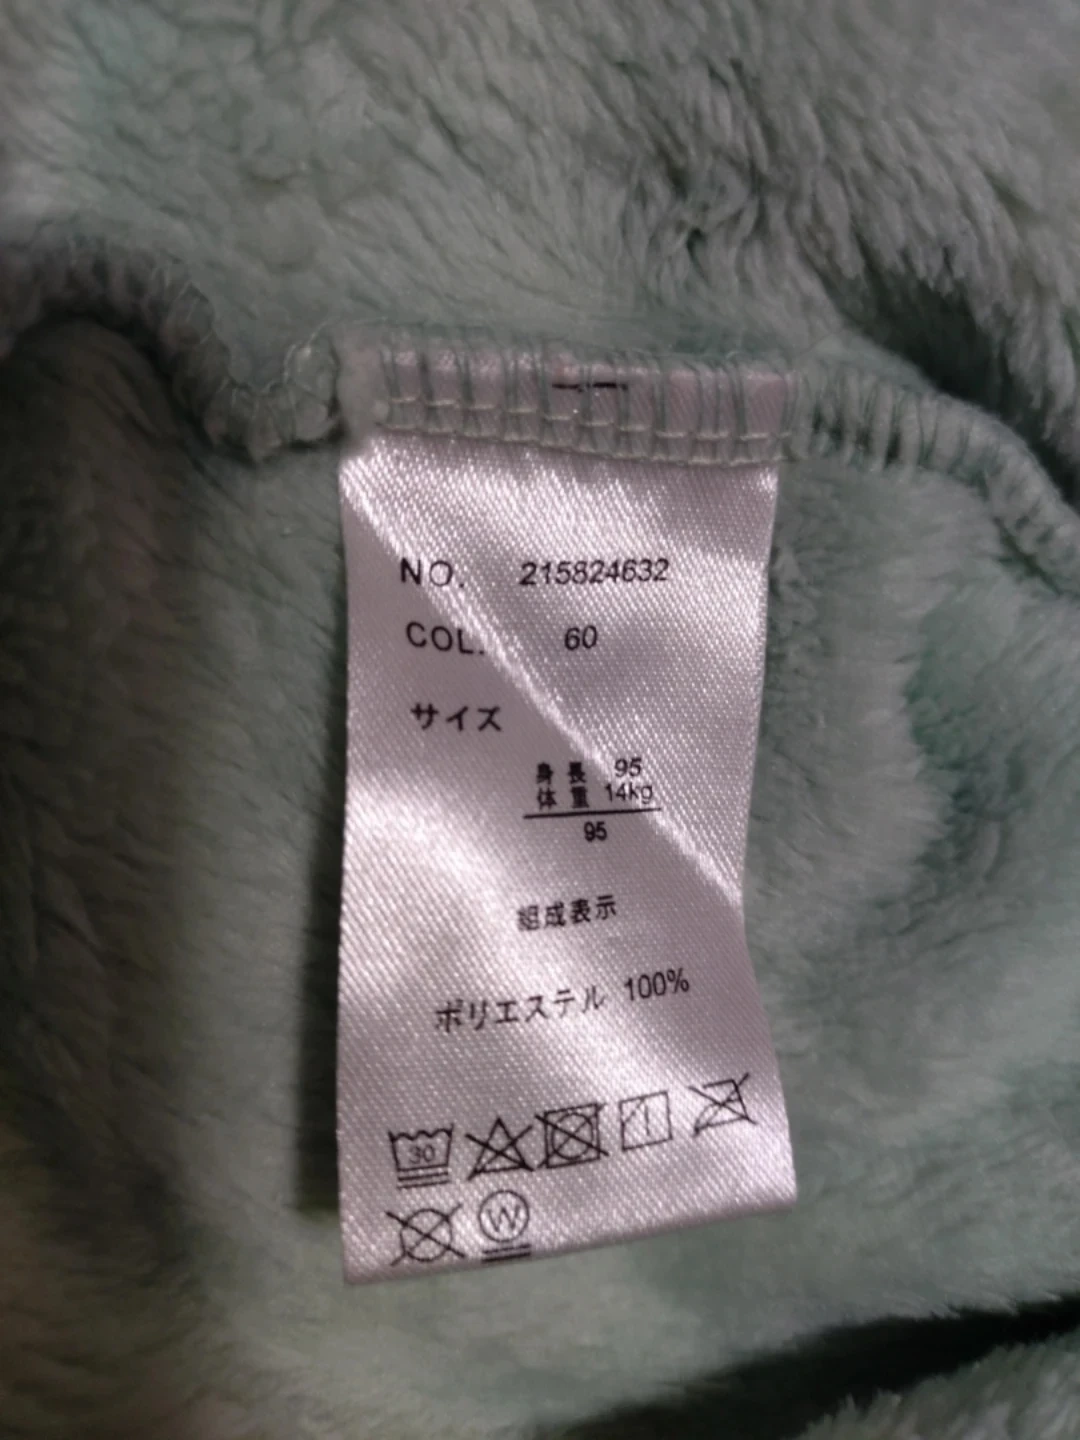 NO. 215824632
COL. 60
サイズ
身長 95
体重 14kg
95
組成表示
ポリエステル 100%
30
W